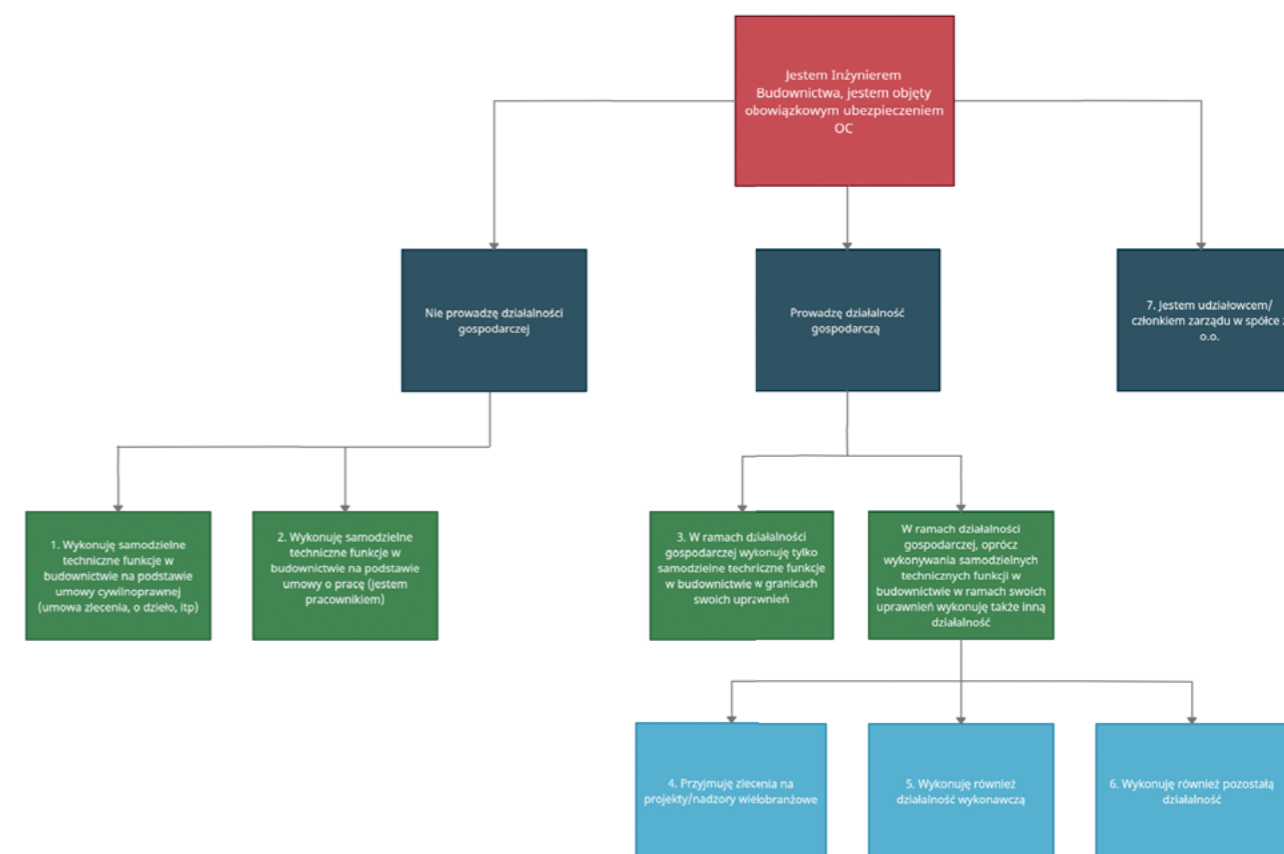 Jestem Inżynierem
Budownictwa, jestem objęty
obowiązkowym ubezpieczeniem
OC
Nie prowadzę działalności
gospodarczej
Prowadzę działalność
gospodarczą
7. Jestem udziałowcem/
członkiem zarządu w spółce z
o.o.
1. Wykonuję samodzielne
techniczne funkcje w
budownictwie na podstawie
umowy cywilnoprawnej
(umowa zlecenia, o dzieło, itp)
2. Wykonuję samodzielne
techniczne funkcje w
budownictwie na podstawie
umowy o pracę (jestem
pracownikiem)
3. W ramach działalności
gospodarczej wykonuję tylko
samodzielne techniczne funkcje
w budownictwie w granicach
swoich uprawnień
W ramach działalności
gospodarczej, oprócz
wykonywania samodzielnych
technicznych funkcji w
budownictwie w ramach swoich
uprawnień wykonuję także inną
działalność
4. Przyjmuję zlecenia na
projekty/nadzory wielobranżowe
5. Wykonuję również
działalność wykonawczą
6. Wykonuję również pozostałą
działalność